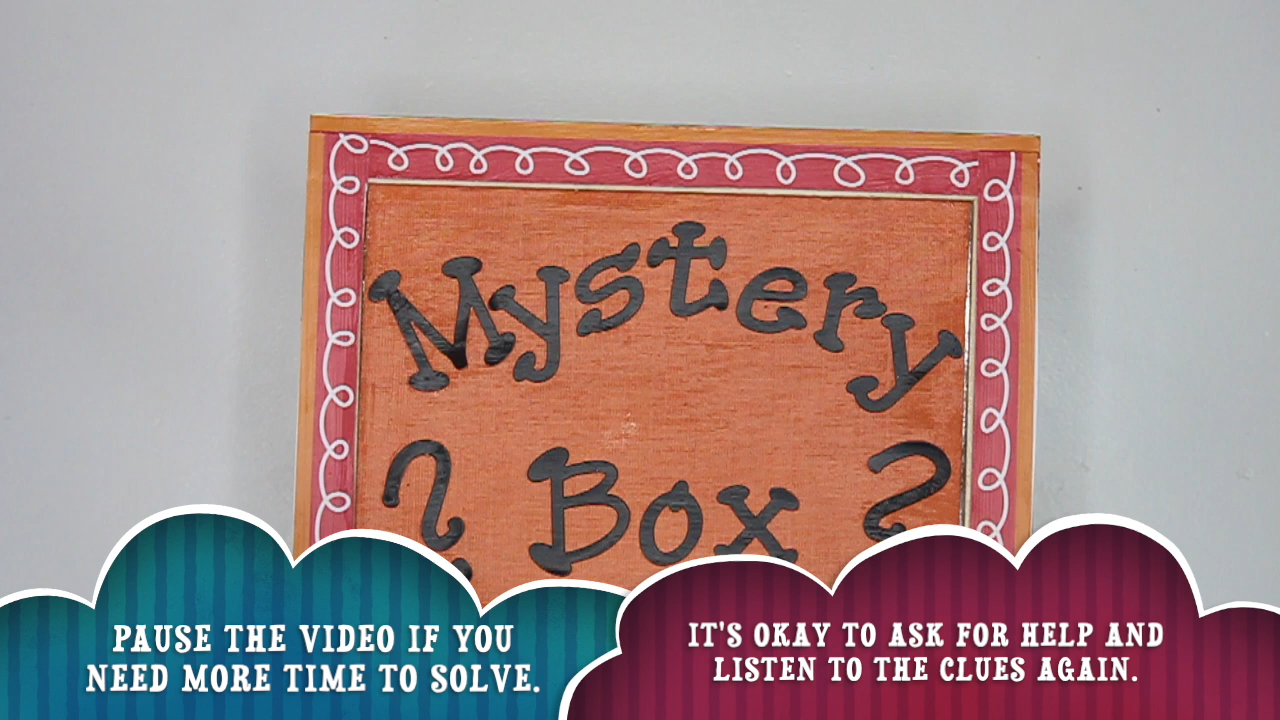 Mystery
? Box ?
PAUSE THE VIDEO IF YOU
NEED MORE TIME TO SOLVE.
IT'S OKAY TO ASK FOR HELP AND
LISTEN TO THE CLUES AGAIN.